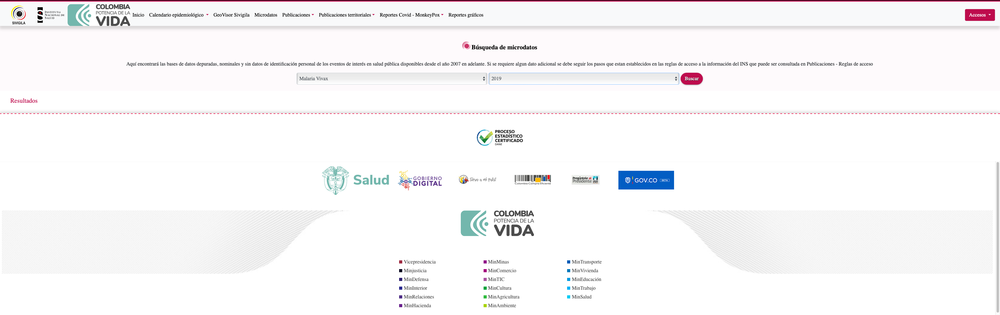 SIVIGILA
INSTITUTO
NACIONAL DE
SALUD
COLOMBIA
POTENCIA DE LA
VIDA
Inicio Calendario epidemiológico GeoVisor Sivigila Microdatos Publicaciones Publicaciones territoriales Reportes Covid - MonkeyPox Reportes gráficos Accesos
Búsqueda de microdatos
Aquí encontrará las bases de datos depuradas, nominales y sin datos de identificación personal de los eventos de interés en salud pública disponibles desde el año 2007 en adelante. Si se requiere algun dato adicional se debe seguir los pasos que estan establecidos en las reglas de acceso a la información del INS que puede ser consultada en Publicaciones - Reglas de acceso
Malaria Vivax 2019 Buscar
Resultados
PROCESO
ESTADÍSTICO
CERTIFICADO
DANE
Salud
GOBIERNO
DIGITAL
Sirvo a mi país!
Colombia Compra Eficiente
Pregúntele al
Presidente
GOV.CO BETA
COLOMBIA
POTENCIA DE LA
VIDA
Vicepresidencia MinMinas MinTransporte
Minjusticia MinComercio MinVivienda
MinDefensa MinTIC MinEducación
MinInterior MinCultura MinTrabajo
MinRelaciones MinAgricultura MinSalud
MinHacienda MinAmbiente